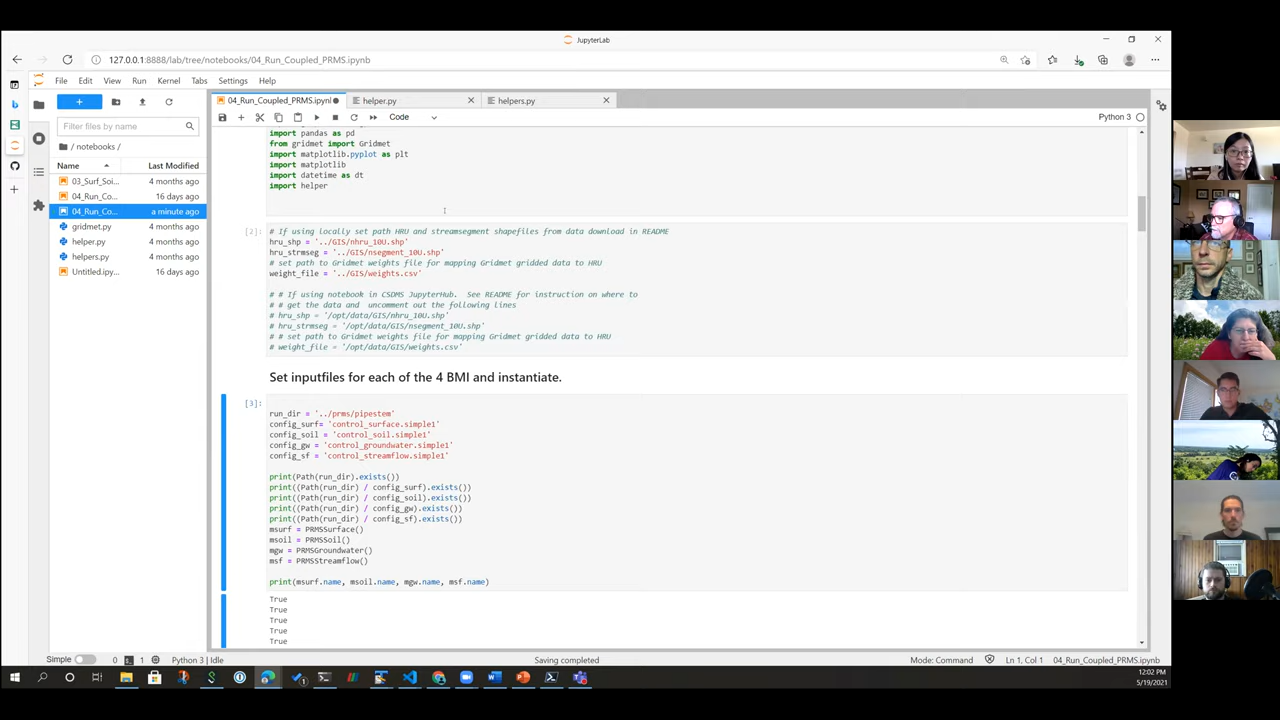 JupyterLab
127.0.0.1:8888/lab/tree/notebooks/04_Run_Coupled_PRMS.ipynb
File Edit View Run Kernel Tabs Settings Help
04_Run_Coupled_PRMS.ipynl helper.py helpers.py
Code Python 3
Filter files by name
/ notebooks /
Name Last Modified
03_Surf_Soi... 4 months ago
04_Run_Co... 16 days ago
04_Run_Co... a minute ago
gridmet.py 4 months ago
helper.py 4 months ago
helpers.py 4 months ago
Untitled.ipy... 16 days ago
import pandas as pd
from gridmet import Gridmet
import matplotlib.pyplot as plt
import matplotlib
import datetime as dt
import helper
[2]: # If using locally set path HRU and streamsegment shapefiles from data download in README
hru_shp = '../GIS/nhru_10U.shp'
hru_strmseg = '../GIS/nsegment_10U.shp'
# set path to Gridmet weights file for mapping Gridmet gridded data to HRU
weight_file = '../GIS/weights.csv'
# # If using notebook in CSDMS JupyterHub. See README for instruction on where to
# # get the data and uncomment out the following lines
# hru_shp = '/opt/data/GIS/nhru_10U.shp'
# hru_strmseg = '/opt/data/GIS/nsegment_10U.shp'
# # set path to Gridmet weights file for mapping Gridmet gridded data to HRU
# weight_file = '/opt/data/GIS/weights.csv'
Set inputfiles for each of the 4 BMI and instantiate.
[3]:
run_dir = '../prms/pipestem'
config_surf= 'control_surface.simple1'
config_soil = 'control_soil.simple1'
config_gw = 'control_groundwater.simple1'
config_sf = 'control_streamflow.simple1'
print(Path(run_dir).exists())
print((Path(run_dir) / config_surf).exists())
print((Path(run_dir) / config_soil).exists())
print((Path(run_dir) / config_gw).exists())
print((Path(run_dir) / config_sf).exists())
msurf = PRMSSurface()
msoil = PRMSSoil()
mgw = PRMSGroundwater()
msf = PRMSStreamflow()
print(msurf.name, msoil.name, mgw.name, msf.name)
True
True
True
True
True
Simple 0 1 Python 3 | Idle Saving completed Mode: Command Ln 1, Col 1 04_Run_Coupled_PRMS.ipynb
12:02 PM
5/19/2021